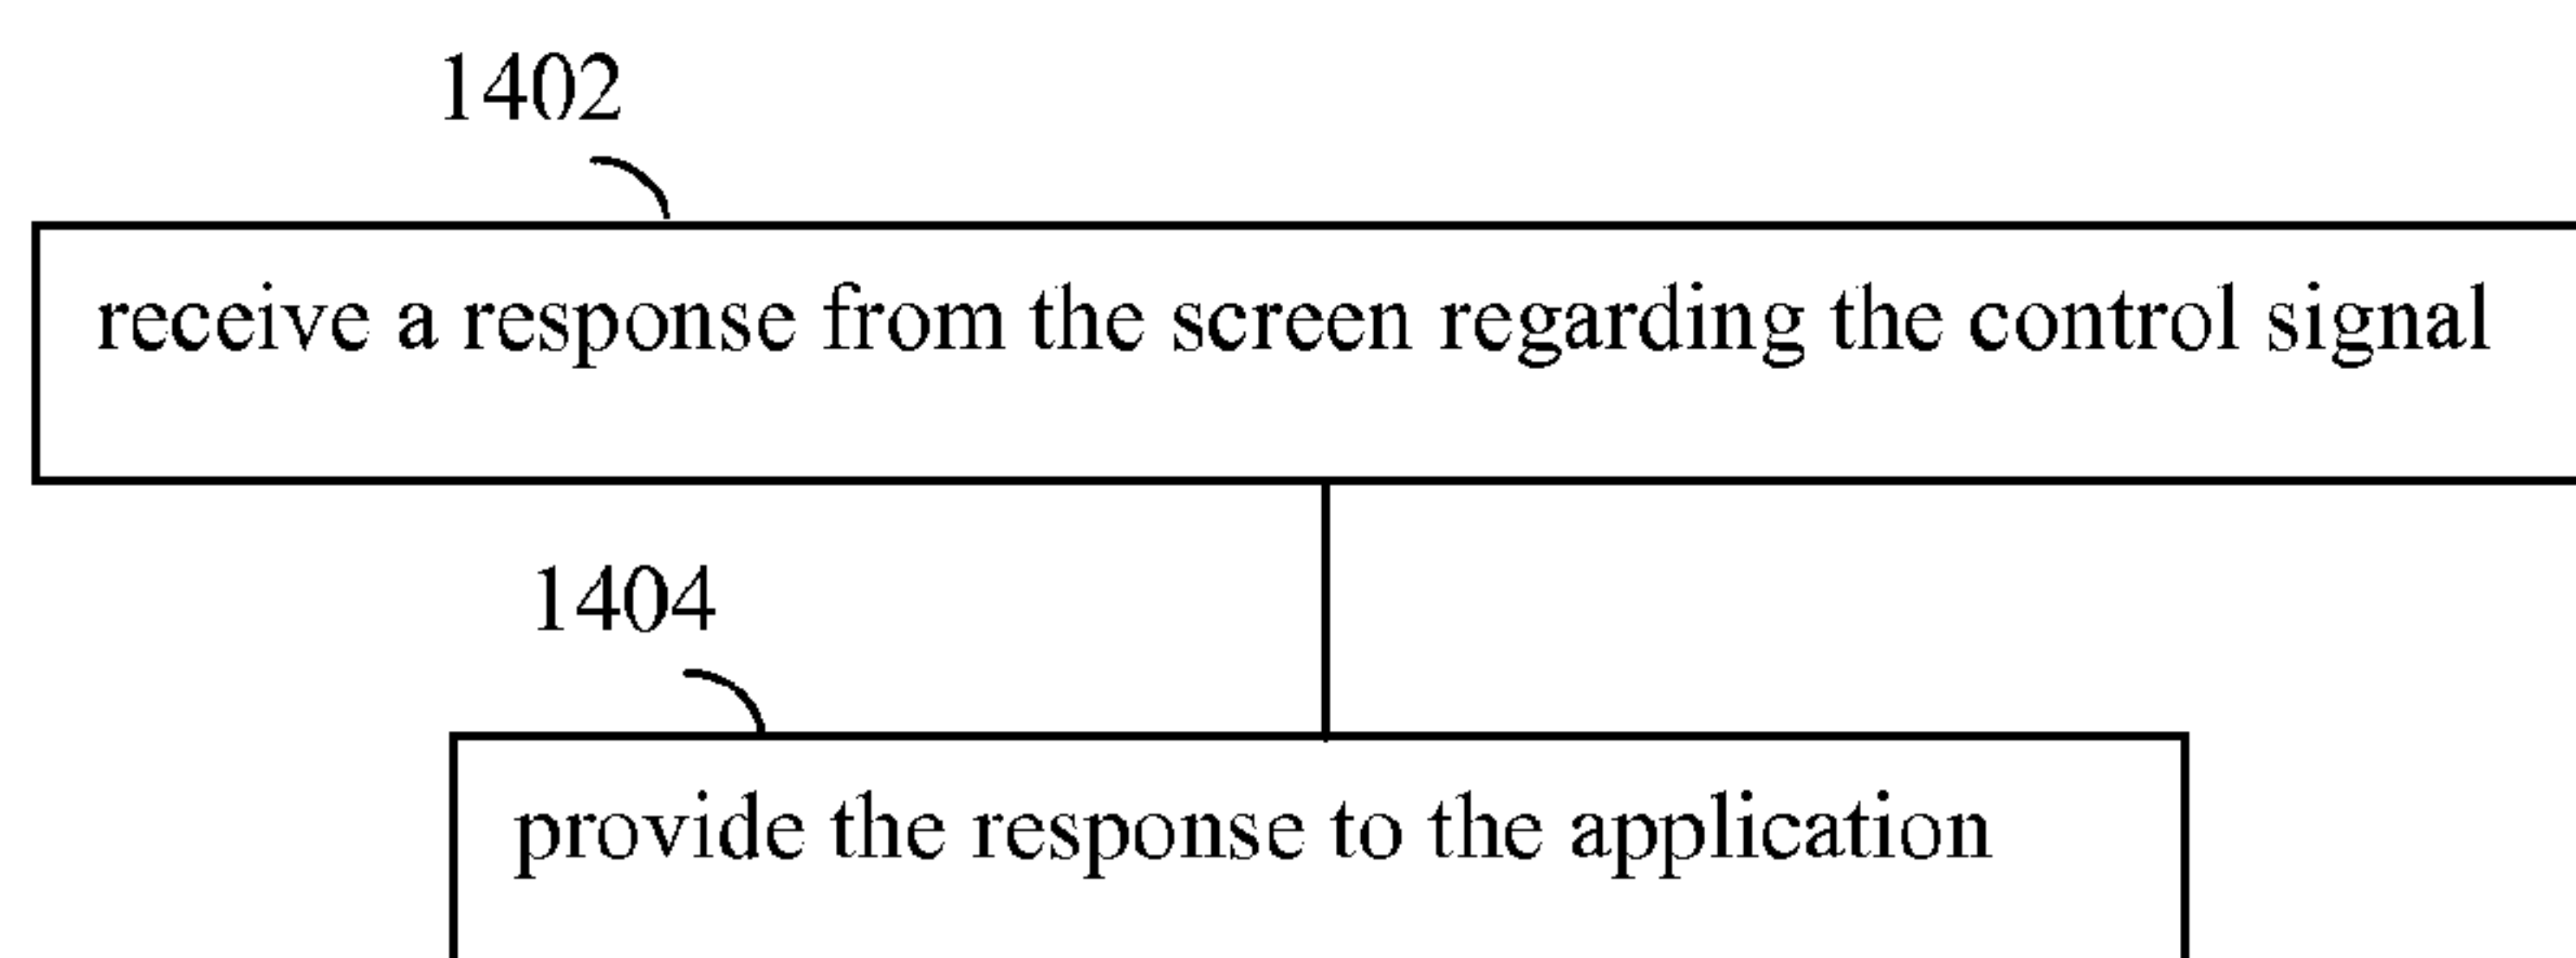 1402
receive a response from the screen regarding the control signal
1404
provide the response to the application